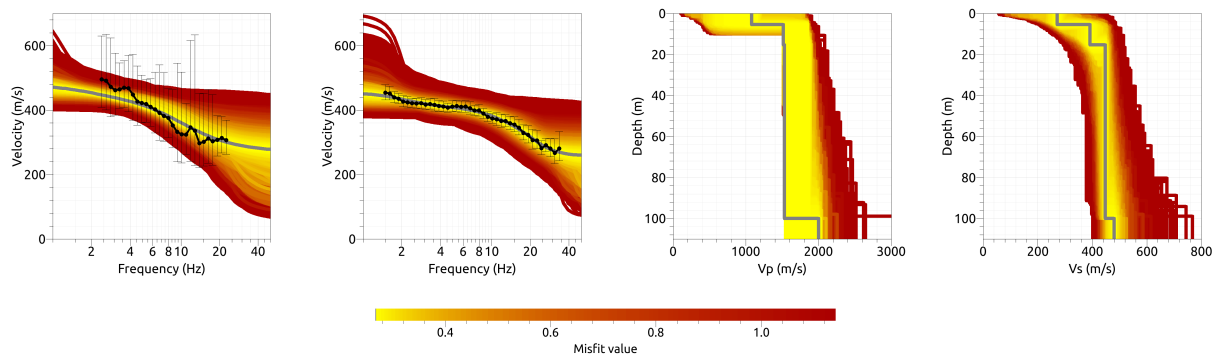 600
400
200
0
Velocity (m/s)
2 4 6 8 10 20 40
Frequency (Hz)
600
400
200
0
Velocity (m/s)
2 4 6 8 10 20 40
Frequency (Hz)
0
20
40
60
80
100
Depth (m)
0 1000 2000 3000
Vp (m/s)
0
20
40
60
80
100
Depth (m)
0 200 400 600 800
Vs (m/s)
0.4 0.6 0.8 1.0
Misfit value